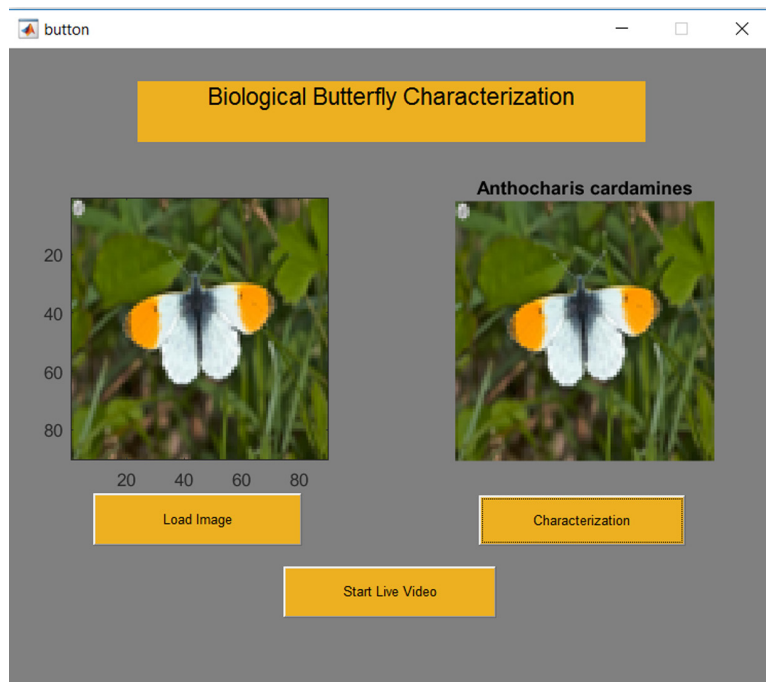 button
Biological Butterfly Characterization
Anthocharis cardamines
20
40
60
80
20 40 60 80
Load Image
Characterization
Start Live Video